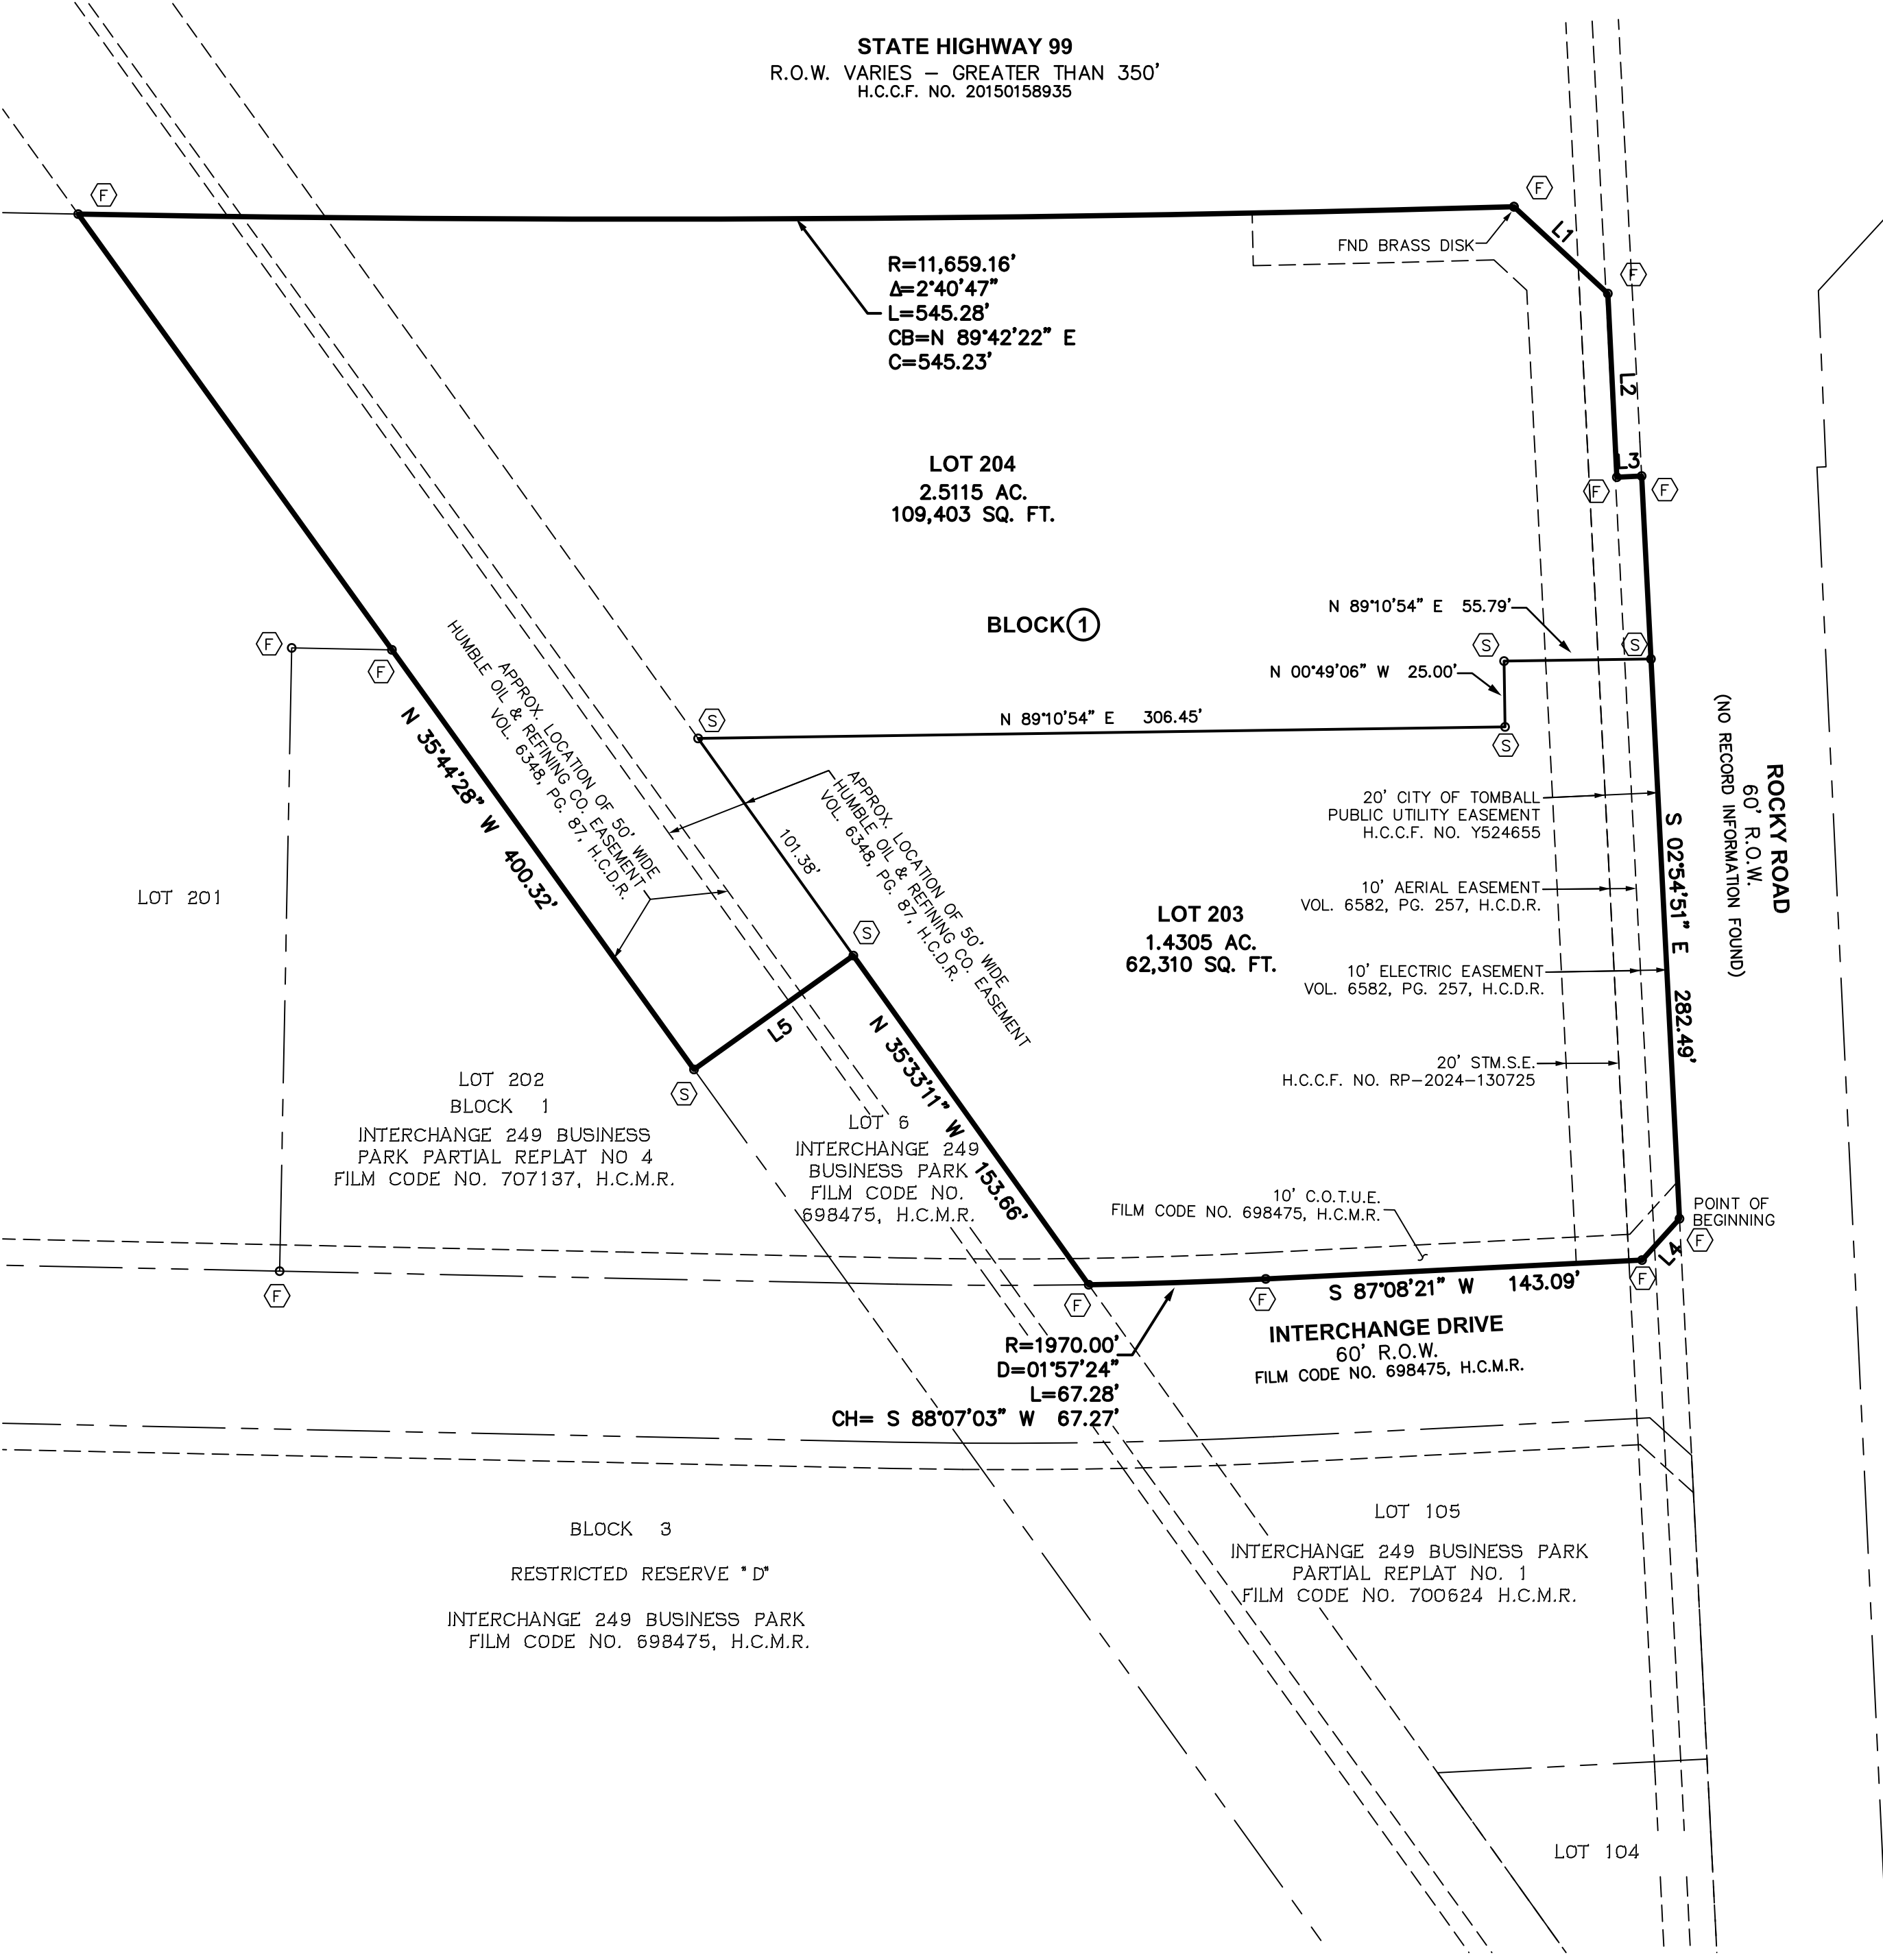 STATE HIGHWAY 99
R.O.W. VARIES – GREATER THAN 350'
H.C.C.F. NO. 20150158935
F
F
FND BRASS DISK
L1
F
R=11,659.16'
Δ=2°40'47"
L=545.28'
CB=N 89°42'22" E
C=545.23'
L2
LOT 204
2.5115 AC.
109,403 SQ. FT.
L3
F
F
BLOCK 1
N 89°10'54" E 55.79'
S
S
N 00°49'06" W 25.00'
S
F
F
S
N 89°10'54" E 306.45'
N 35°44'28" W 400.32'
APPROX. LOCATION OF 50' WIDE
HUMBLE OIL & REFINING CO. EASEMENT
VOL. 6348, PG. 87, H.C.D.R.
101.38'
APPROX. LOCATION OF 50' WIDE
HUMBLE OIL & REFINING CO. EASEMENT
VOL. 6348, PG. 87, H.C.D.R.
20' CITY OF TOMBALL
PUBLIC UTILITY EASEMENT
H.C.C.F. NO. Y524655
S 02°54'51" E 282.49'
ROCKY ROAD
60' R.O.W.
(NO RECORD INFORMATION FOUND)
LOT 201
10' AERIAL EASEMENT
VOL. 6582, PG. 257, H.C.D.R.
LOT 203
1.4305 AC.
62,310 SQ. FT.
10' ELECTRIC EASEMENT
VOL. 6582, PG. 257, H.C.D.R.
S
L5
S
N 35°33'11" W 153.66'
20' STM.S.E.
H.C.C.F. NO. RP-2024-130725
LOT 202
BLOCK 1
INTERCHANGE 249 BUSINESS
PARK PARTIAL REPLAT NO 4
FILM CODE NO. 707137, H.C.M.R.
LOT 6
INTERCHANGE 249
BUSINESS PARK
FILM CODE NO.
698475, H.C.M.R.
10' C.O.T.U.E.
FILM CODE NO. 698475, H.C.M.R.
POINT OF
BEGINNING
F
L4
F
F
F
F
S 87°08'21" W 143.09'
INTERCHANGE DRIVE
60' R.O.W.
FILM CODE NO. 698475, H.C.M.R.
R=1970.00'
D=01°57'24"
L=67.28'
CH= S 88°07'03" W 67.27'
BLOCK 3
RESTRICTED RESERVE "D"
INTERCHANGE 249 BUSINESS PARK
FILM CODE NO. 698475, H.C.M.R.
LOT 105
INTERCHANGE 249 BUSINESS PARK
PARTIAL REPLAT NO. 1
FILM CODE NO. 700624 H.C.M.R.
LOT 104